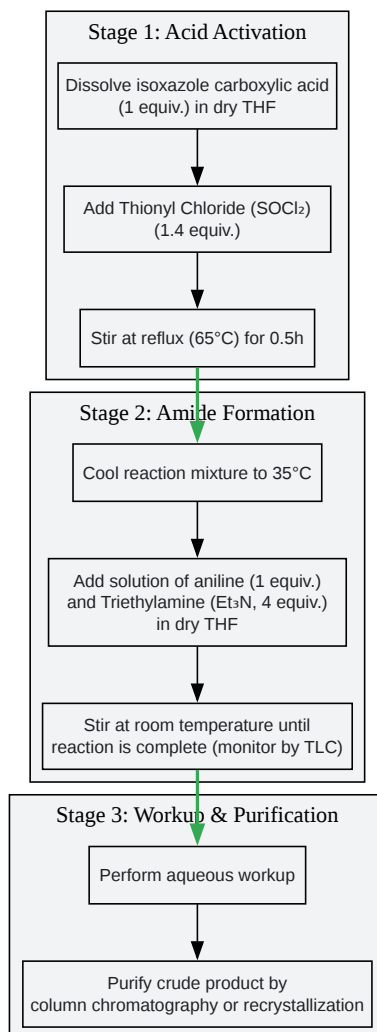 Stage 1: Acid Activation
Dissolve isoxazole carboxylic acid
(1 equiv.) in dry THF
Add Thionyl Chloride (SOCl₂)
(1.4 equiv.)
Stir at reflux (65°C) for 0.5h
Stage 2: Amide Formation
Cool reaction mixture to 35°C
Add solution of aniline (1 equiv.)
and Triethylamine (Et₃N, 4 equiv.)
in dry THF
Stir at room temperature until
reaction is complete (monitor by TLC)
Stage 3: Workup & Purification
Perform aqueous workup
Purify crude product by
column chromatography or recrystallization